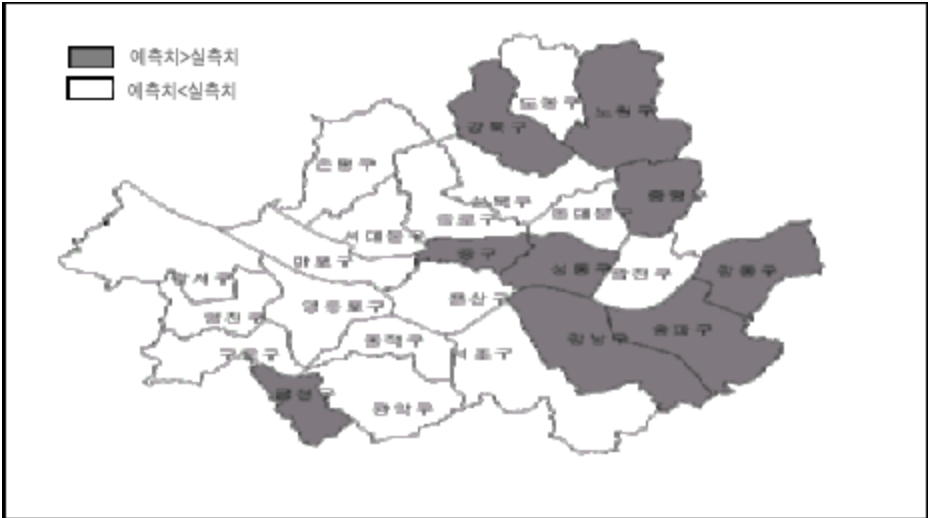 예측치>실측치
예측치<실측치
도봉구
노원구
강북구
은평구
중랑구
성북구
동대문
종로구
서대문구
중구
마포구
성동구
광진구
강동구
강서구
용산구
영등포구
양천구
송파구
강남구
동작구
서초구
구로구
금천구
관악구